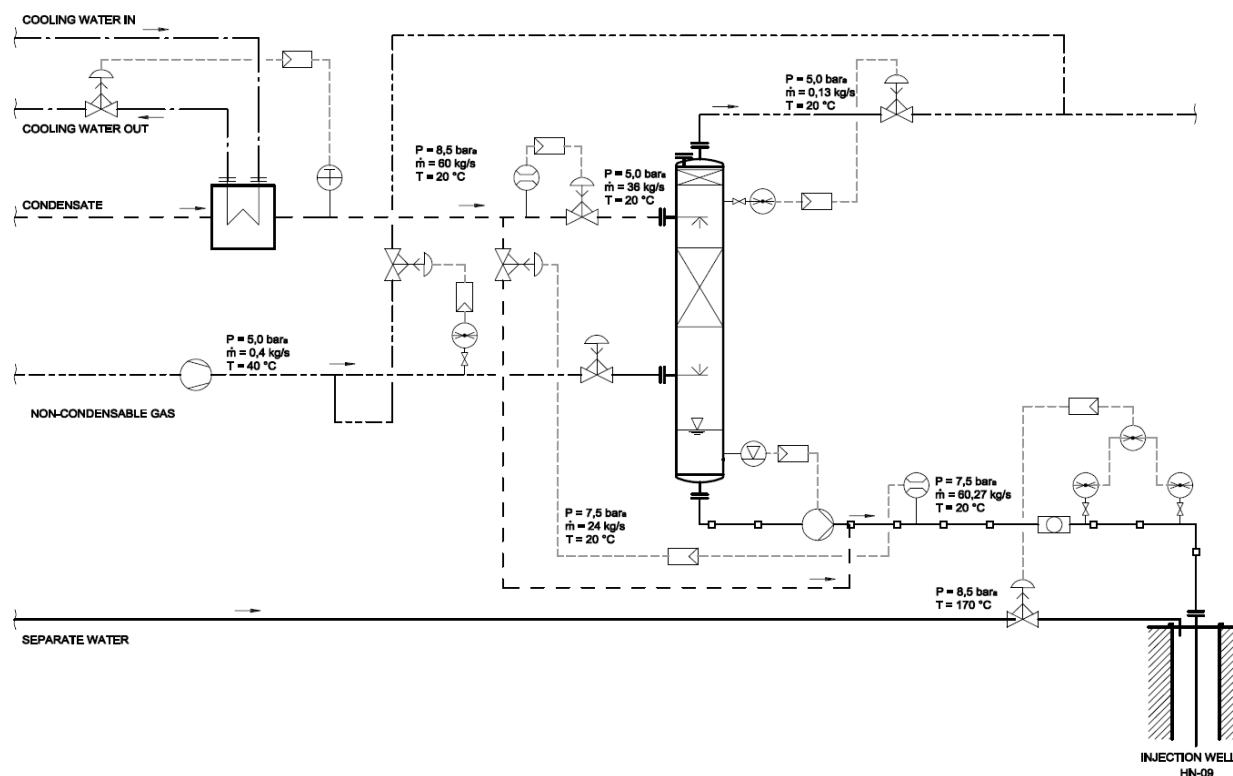 COOLING WATER IN
COOLING WATER OUT
CONDENSATE
P = 8,5 barₐ
ṁ = 60 kg/s
T = 20 °C
P = 5,0 barₐ
ṁ = 36 kg/s
T = 20 °C
P = 5,0 barₐ
ṁ = 0,13 kg/s
T = 20 °C
P = 5,0 barₐ
ṁ = 0,4 kg/s
T = 40 °C
NON-CONDENSABLE GAS
P = 7,5 barₐ
ṁ = 24 kg/s
T = 20 °C
P = 7,5 barₐ
ṁ = 60,27 kg/s
T = 20 °C
P = 8,5 barₐ
T = 170 °C
SEPARATE WATER
INJECTION WELL
HN-09